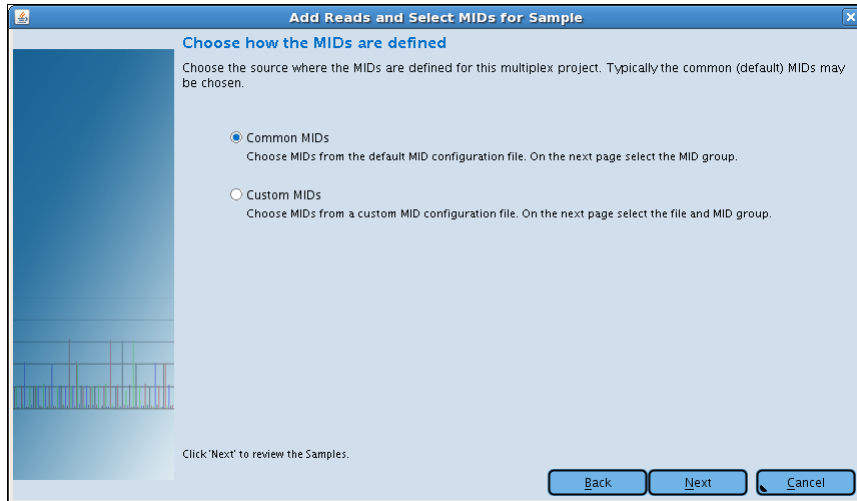 Add Reads and Select MIDs for Sample
Choose how the MIDs are defined
Choose the source where the MIDs are defined for this multiplex project. Typically the common (default) MIDs may
be chosen.
Common MIDs
Choose MIDs from the default MID configuration file. On the next page select the MID group.
Custom MIDs
Choose MIDs from a custom MID configuration file. On the next page select the file and MID group.
Click 'Next' to review the Samples.
Back Next Cancel